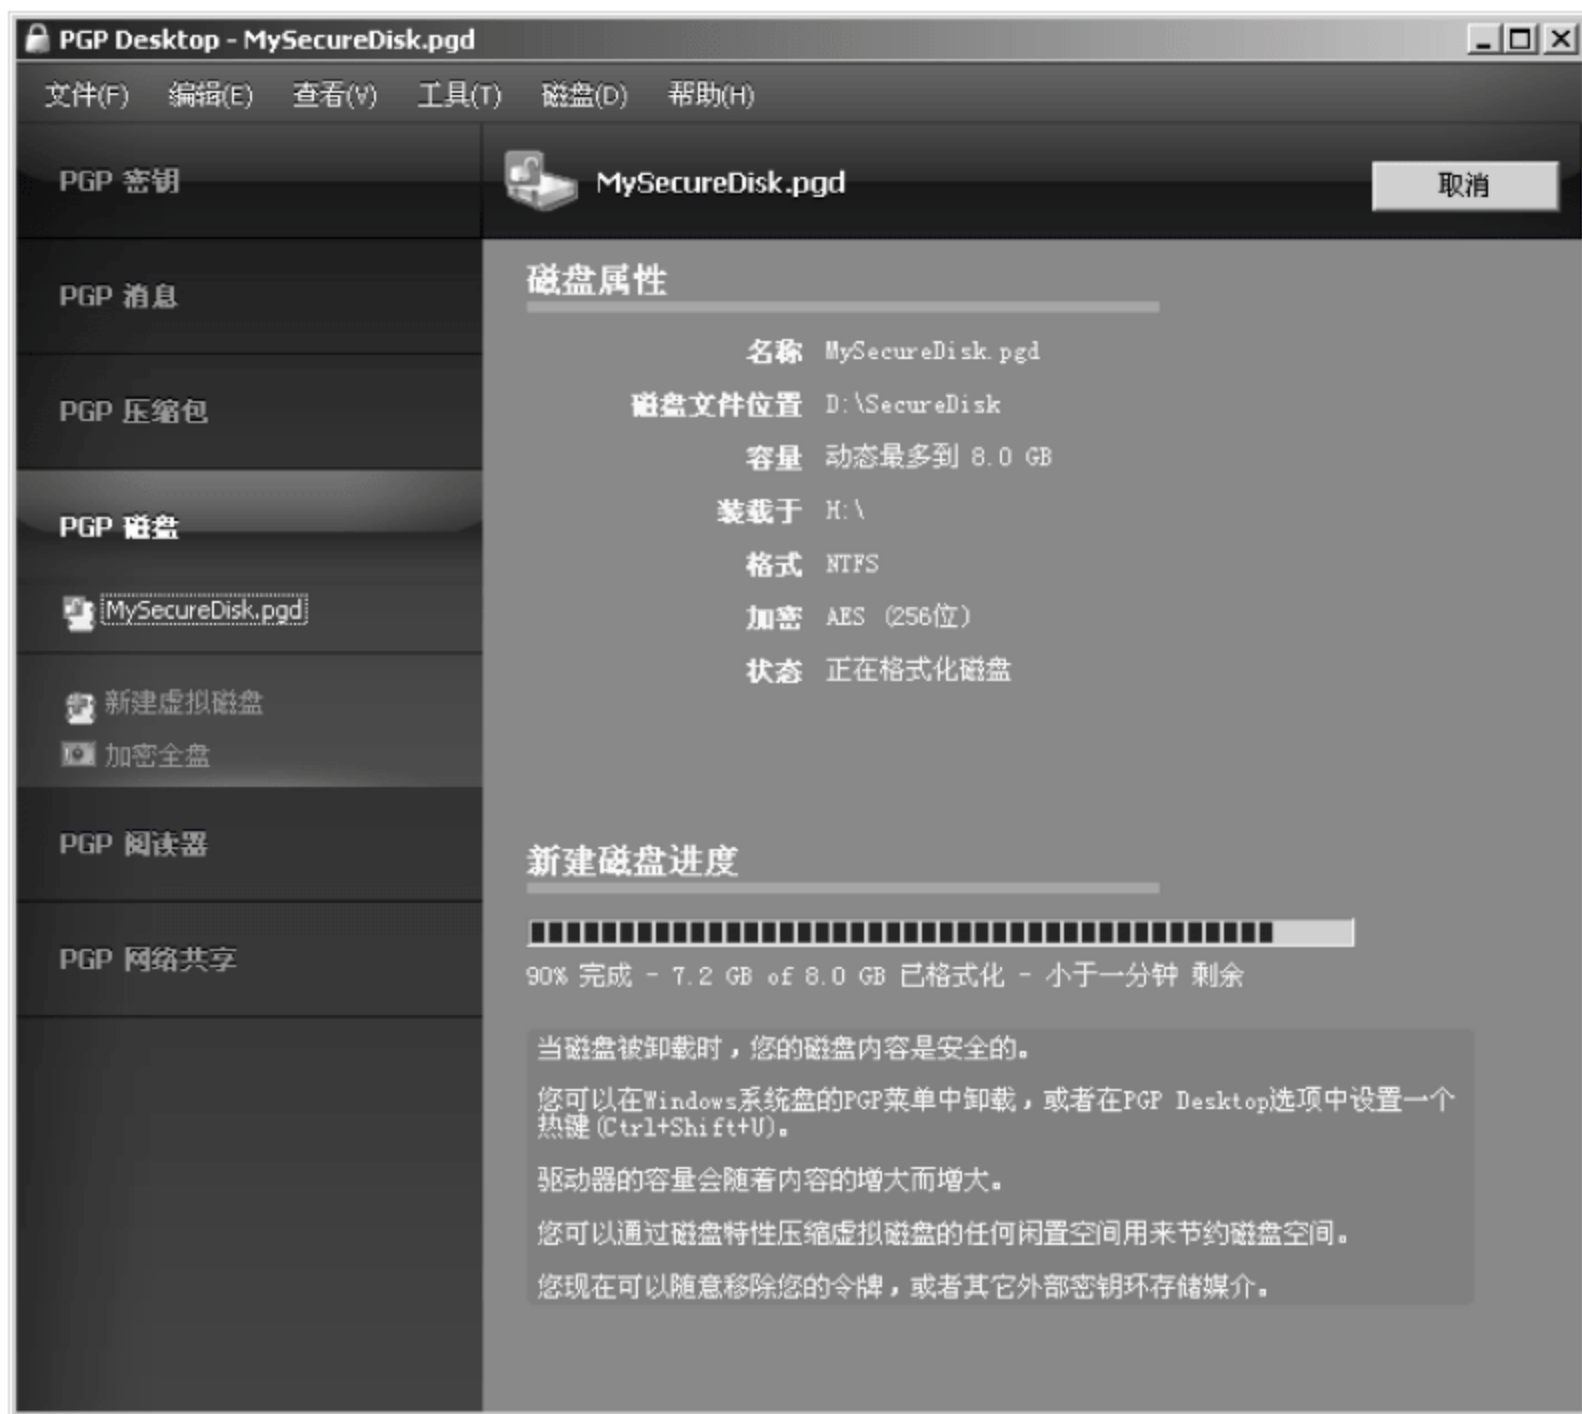 PGP Desktop - MySecureDisk.pgd
文件(F) 编辑(E) 查看(V) 工具(T) 磁盘(D) 帮助(H)
PGP 密钥
PGP 消息
PGP 压缩包
PGP 磁盘
MySecureDisk.pgd
新建虚拟磁盘
加密全盘
PGP 阅读器
PGP 网络共享
MySecureDisk.pgd
取消
磁盘属性
名称 MySecureDisk.pgd
磁盘文件位置 D:\SecureDisk
容量 动态最多到 8.0 GB
装载于 H:\
格式 NTFS
加密 AES (256位)
状态 正在格式化磁盘
新建磁盘进度
90% 完成 - 7.2 GB of 8.0 GB 已格式化 - 小于一分钟 剩余
当磁盘被卸载时，您的磁盘内容是安全的。
您可以在Windows系统盘的PGP菜单中卸载，或者在PGP Desktop选项中设置一个
热键(Ctrl+Shift+U)。
驱动器的容量会随着内容的增大而增大。
您可以通过磁盘特性压缩虚拟磁盘的任何闲置空间用来节约磁盘空间。
您现在可以随意移除您的令牌，或者其它外部密钥环存储媒介。